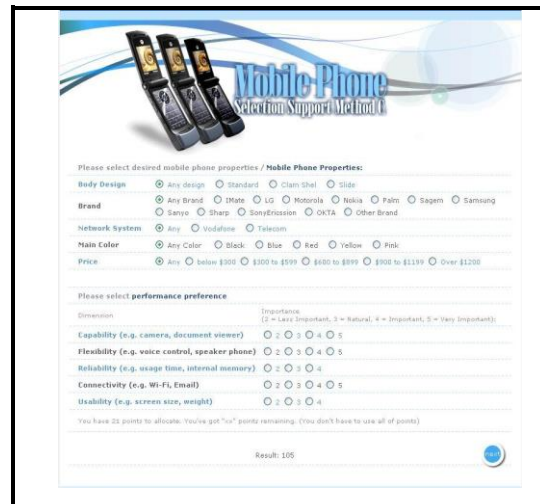 Mobile Phone
Selection Support Method C
Please select desired mobile phone properties / Mobile Phone Properties:
Body Design Any design Standard Clam Shel Slide
Brand Any Brand IMate LG Motorola Nokia Palm Sagem Samsung
Sanyo Sharp SonyEricssion OKTA Other Brand
Network System Any Vodafone Telecom
Main Color Any Color Black Blue Red Yellow Pink
Price Any below $300 $300 to $599 $600 to $899 $900 to $1199 Over $1200
Please select performance preference
Dimension Importance
(2 = Less Important, 3 = Natural, 4 = Important, 5 = Very Important):
Capability (e.g. camera, document viewer) 2 3 4 5
Flexibility (e.g. voice control, speaker phone) 2 3 4 5
Reliability (e.g. usage time, internal memory) 2 3 4
Connectivity (e.g. Wi-Fi, Email) 2 3 4 5
Usability (e.g. screen size, weight) 2 3 4
You have 21 points to allocate. You've got "xx" points remaining. (You don't have to use all of points)
Result: 105
next